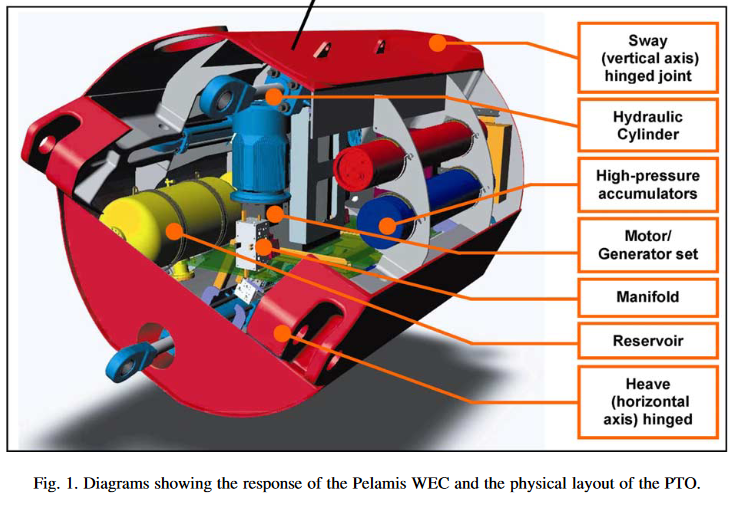 Sway
(vertical axis)
hinged joint
Hydraulic
Cylinder
High-pressure
accumulators
Motor/
Generator set
Manifold
Reservoir
Heave
(horizontal
axis) hinged
Fig. 1. Diagrams showing the response of the Pelamis WEC and the physical layout of the PTO.